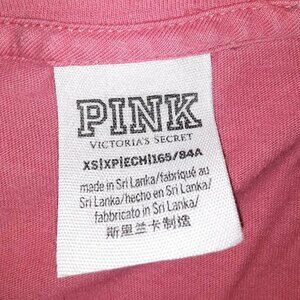 PINK
VICTORIA'S SECRET
XS|XP|ECH|165/84A
made in Sri Lanka/fabriqué au
Sri Lanka/hecho en Sri Lanka/
fabbricato in Sri Lanka/
斯里兰卡制造